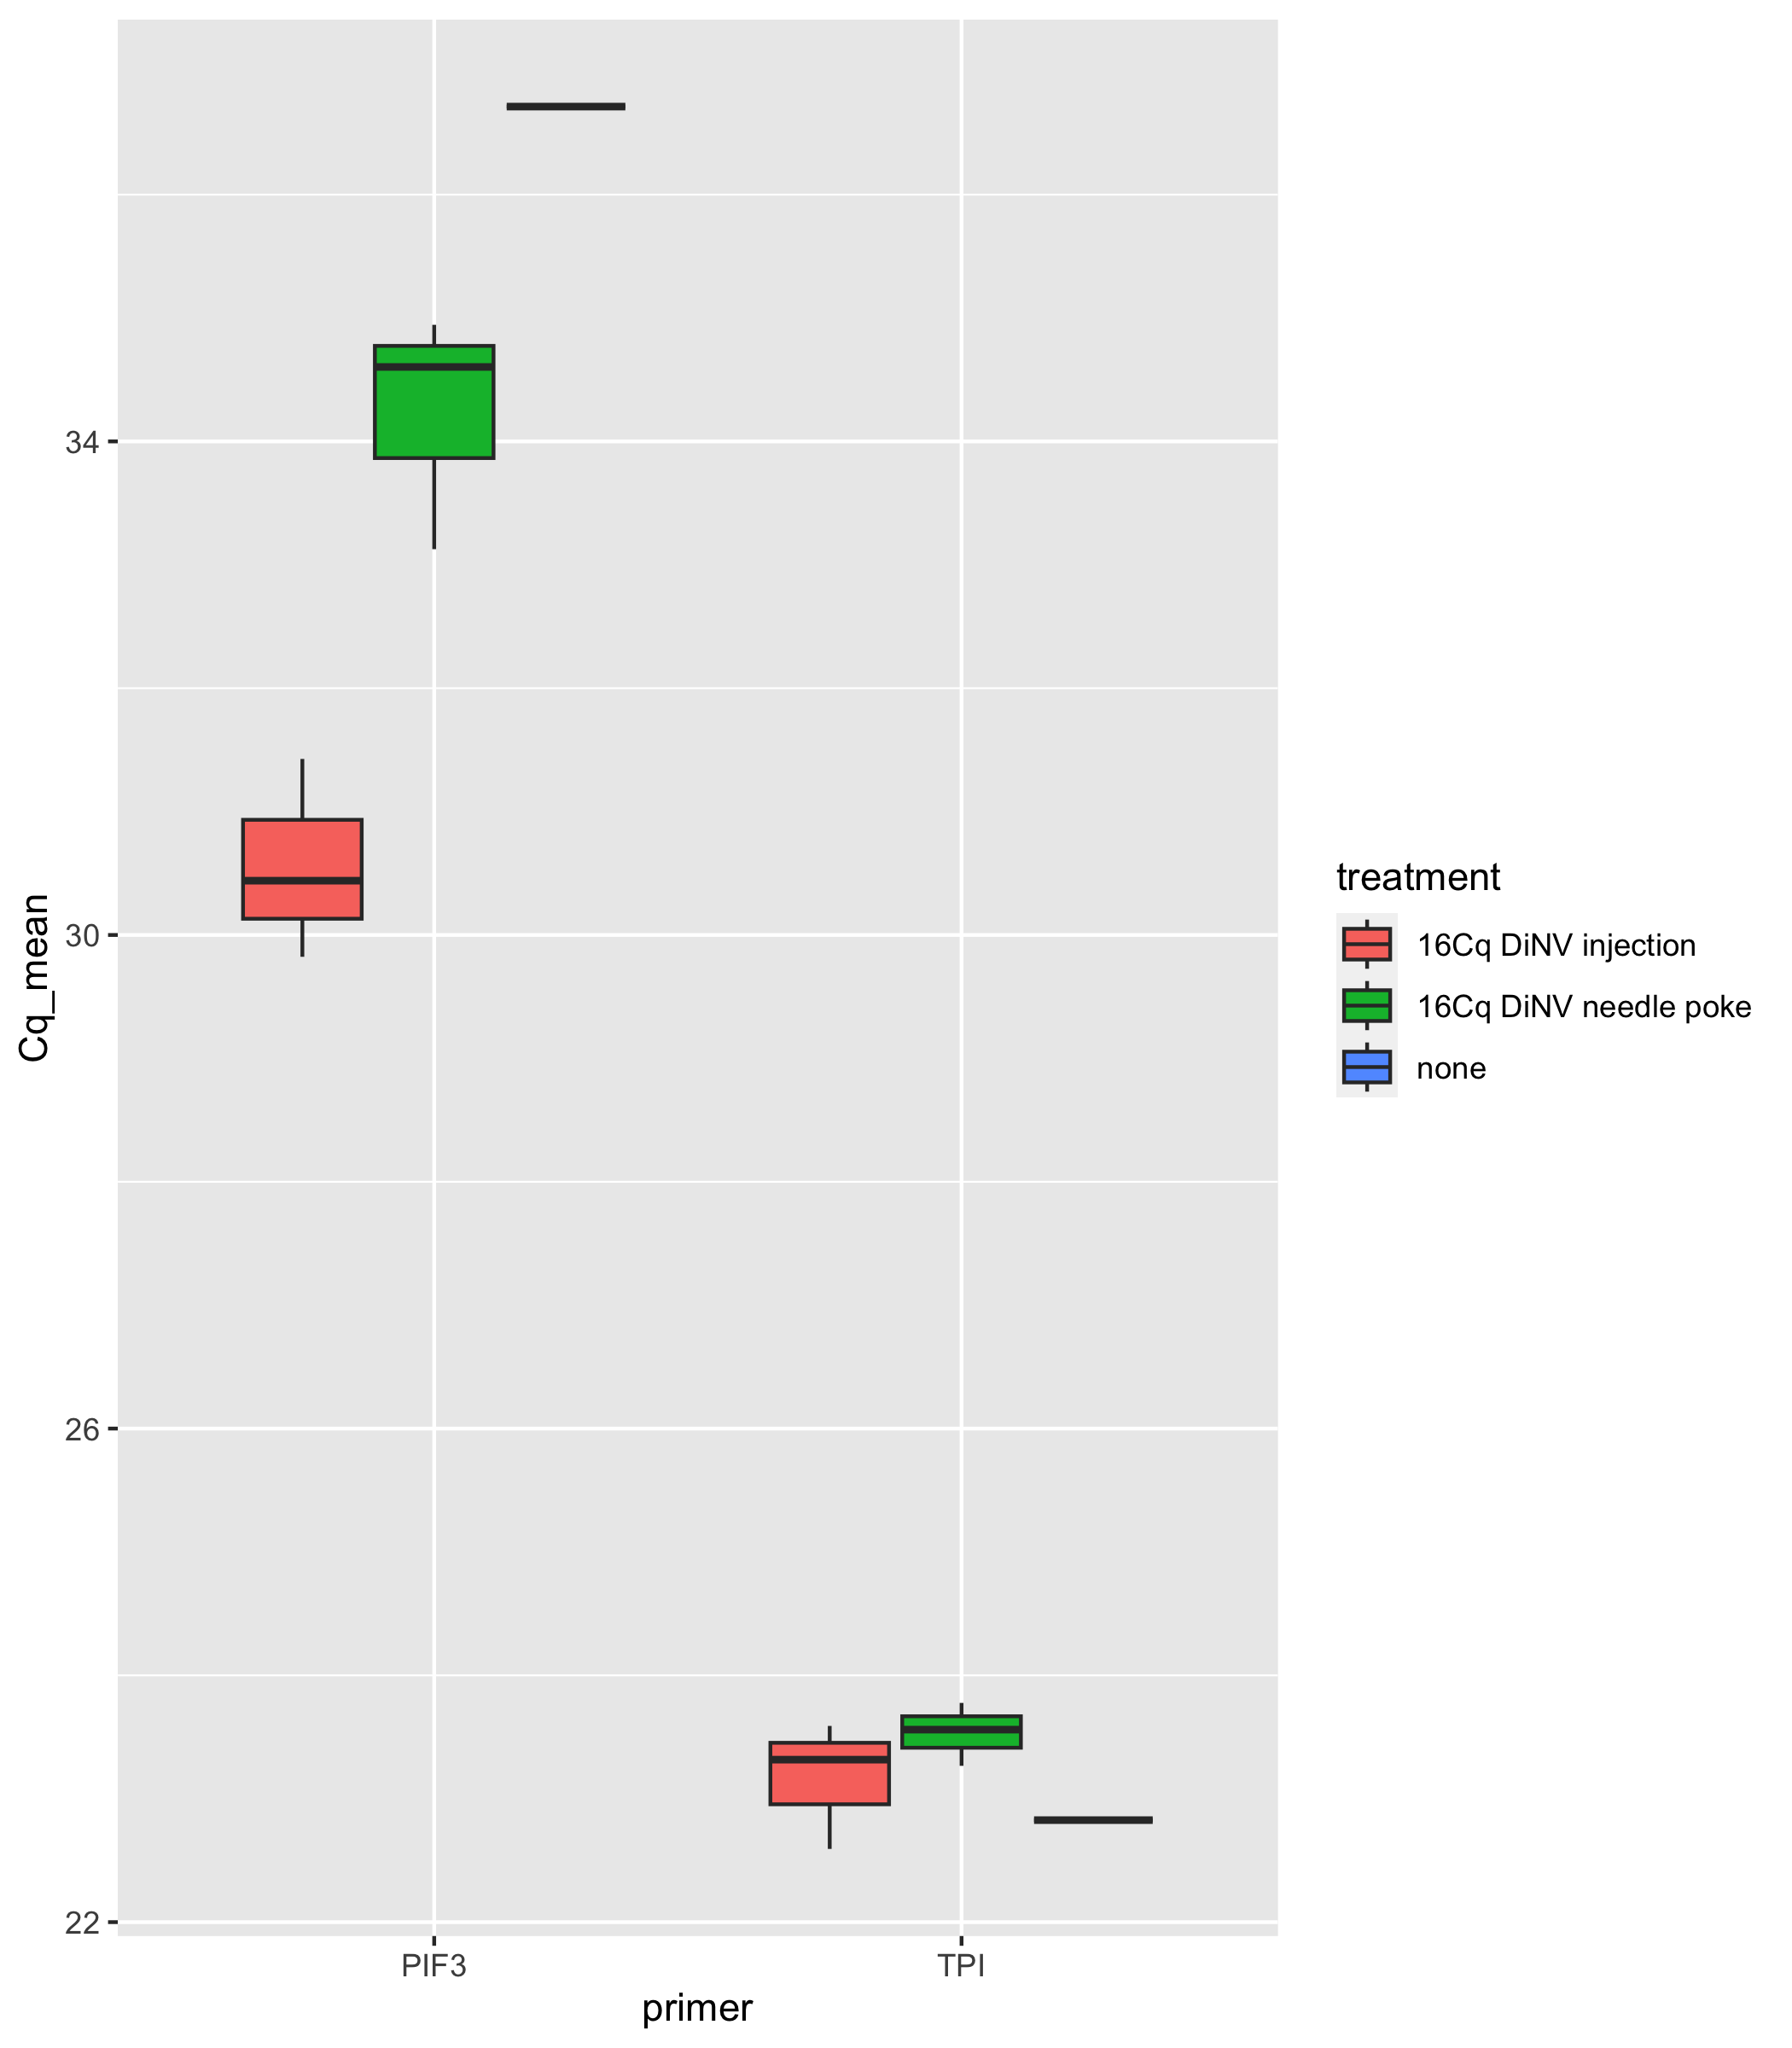 Cq_mean
34
30
26
22
PIF3
TPI
primer
treatment
16Cq DiNV injection
16Cq DiNV needle poke
none